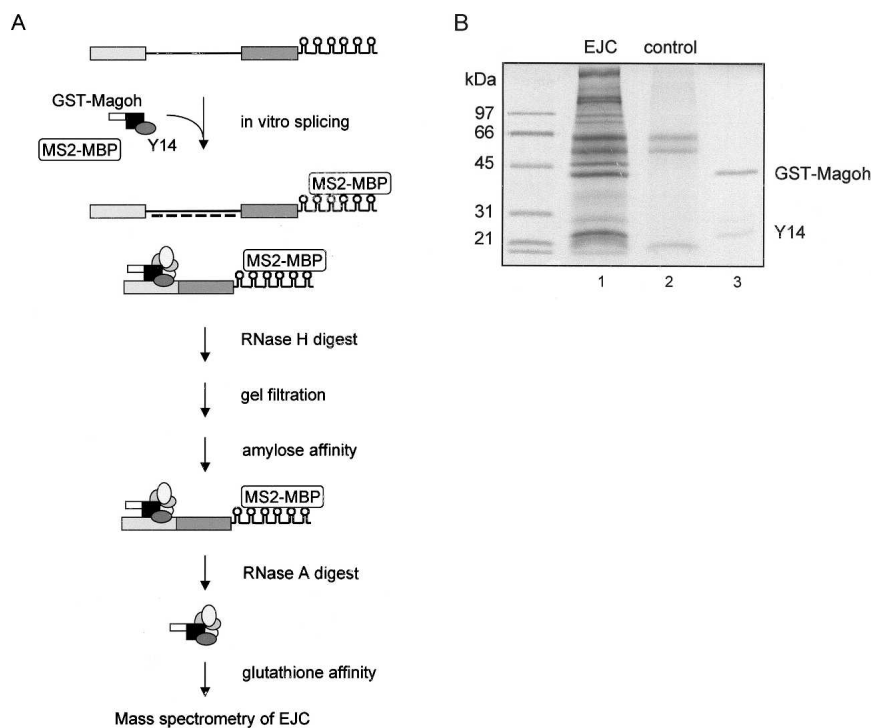 A
GST-Magoh
in vitro splicing
Y14
MS2-MBP
MS2-MBP
MS2-MBP
RNase H digest
gel filtration
amylose affinity
MS2-MBP
RNase A digest
glutathione affinity
Mass spectrometry of EJC
B
EJC control
kDa
97
66
45
GST-Magoh
31
Y14
21
1 2 3